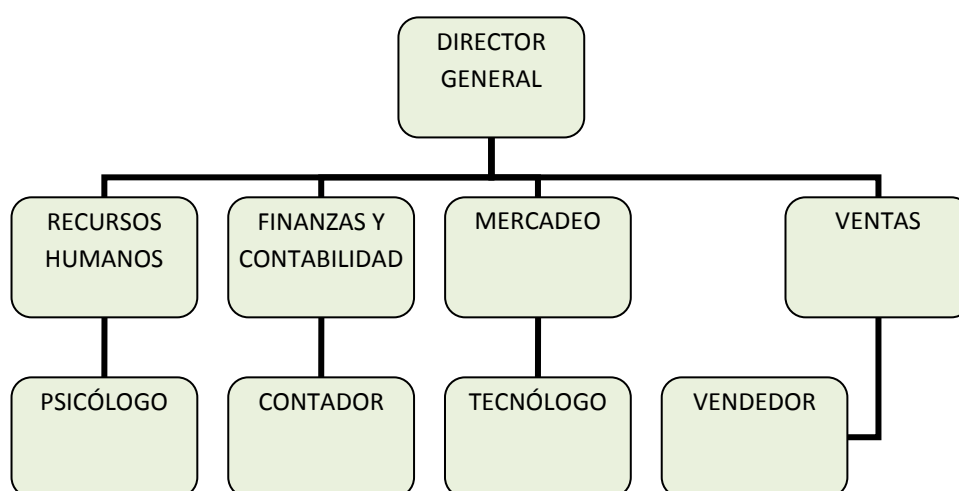 DIRECTOR
GENERAL
RECURSOS
HUMANOS
FINANZAS Y
CONTABILIDAD
MERCADEO
VENTAS
PSICÓLOGO
CONTADOR
TECNÓLOGO
VENDEDOR